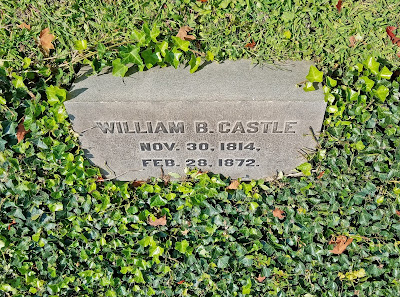 WILLIAM B. CASTLE
NOV. 30, 1814,
FEB. 28, 1872.